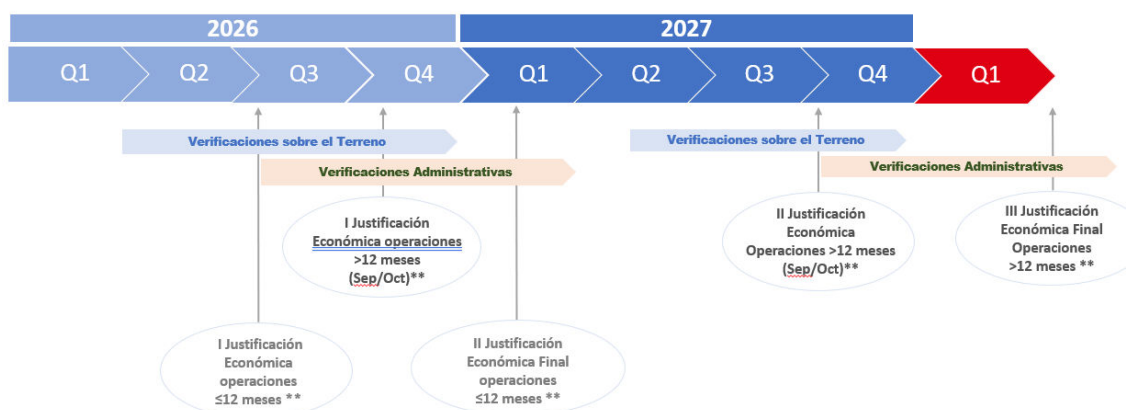 2026
2027
Q1
Q2
Q3
Q4
Q1
Q2
Q3
Q4
Q1
Verificaciones sobre el Terreno
Verificaciones sobre el Terreno
Verificaciones Administrativas
Verificaciones Administrativas
I Justificación
Económica operaciones
>12 meses
(Sep/Oct)**
II Justificación
Económica
Operaciones >12 meses
(Sep/Oct)**
III Justificación
Económica Final
Operaciones
>12 meses **
I Justificación
Económica
operaciones
≤12 meses **
II Justificación
Económica Final
operaciones
≤12 meses **